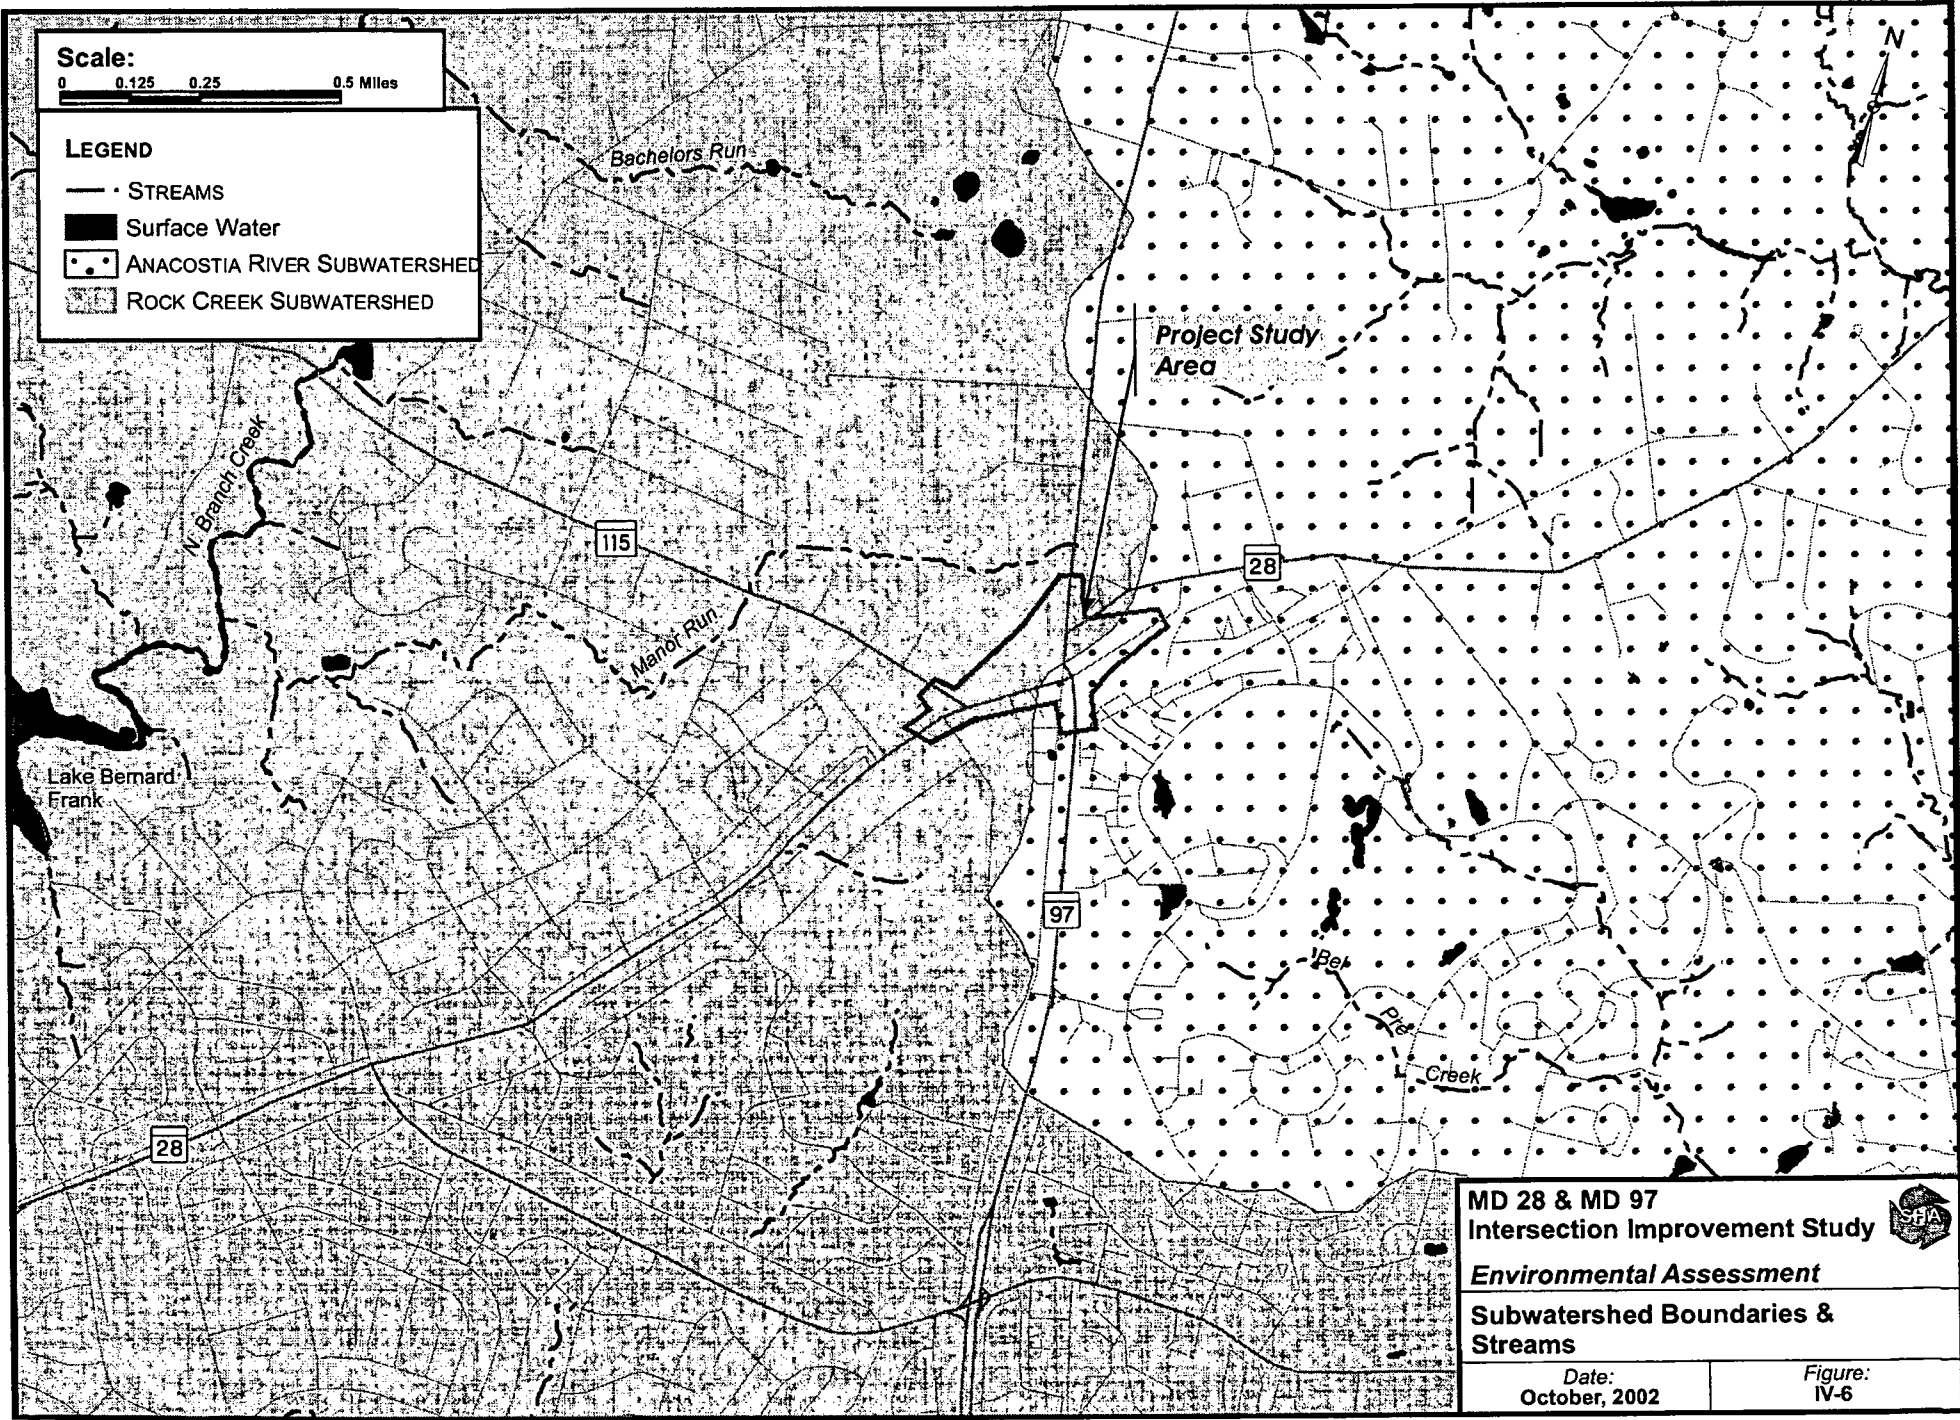 Scale:
0 0.125 0.25 0.5 Miles
LEGEND
STREAMS
Surface Water
ANACOSTIA RIVER SUBWATERSHED
ROCK CREEK SUBWATERSHED
N
Bachelors Run
Project Study
Area
N Branch Creek
115
28
Manor Run
Lake Bernard
Frank
97
Bel
Pre
Creek
28
MD 28 & MD 97
Intersection Improvement Study
SHA
Environmental Assessment
Subwatershed Boundaries &
Streams
Date:
October, 2002
Figure:
IV-6